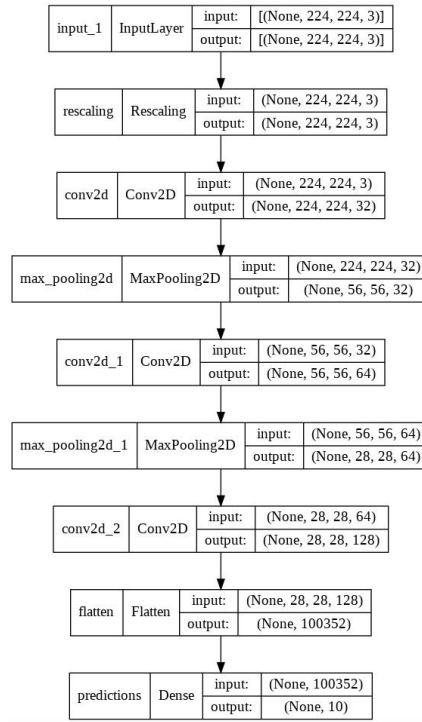 input_1 InputLayer input: [(None, 224, 224, 3)]
output: [(None, 224, 224, 3)]
rescaling Rescaling input: (None, 224, 224, 3)
output: (None, 224, 224, 3)
conv2d Conv2D input: (None, 224, 224, 3)
output: (None, 224, 224, 32)
max_pooling2d MaxPooling2D input: (None, 224, 224, 32)
output: (None, 56, 56, 32)
conv2d_1 Conv2D input: (None, 56, 56, 32)
output: (None, 56, 56, 64)
max_pooling2d_1 MaxPooling2D input: (None, 56, 56, 64)
output: (None, 28, 28, 64)
conv2d_2 Conv2D input: (None, 28, 28, 64)
output: (None, 28, 28, 128)
flatten Flatten input: (None, 28, 28, 128)
output: (None, 100352)
predictions Dense input: (None, 100352)
output: (None, 10)